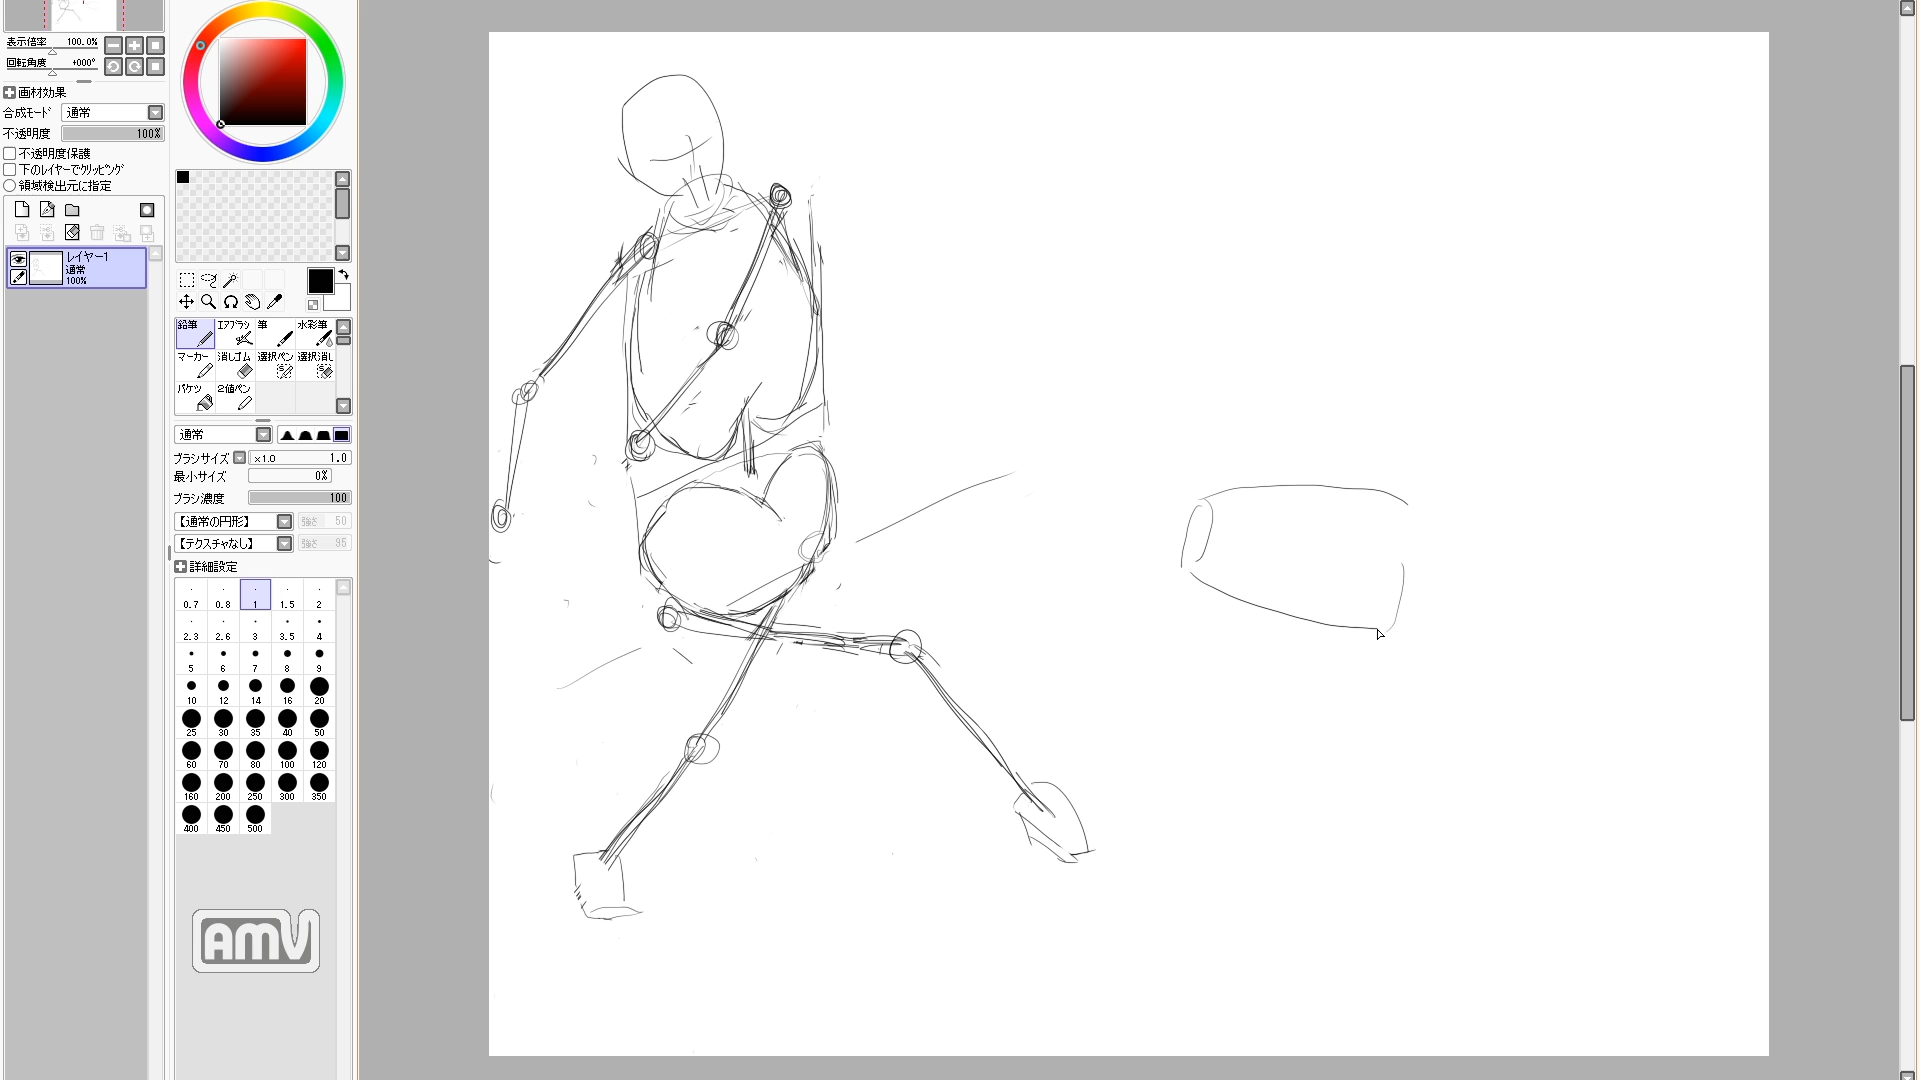 表示倍率 100.0%
回転角度 +000°
画材効果
合成モード 通常
不透明度 100%
不透明度保護
下のレイヤーでクリッピング
領域検出元に指定
レイヤー1
通常
100%
鉛筆 エアブラシ 筆 水彩筆
マーカー 消しゴム 選択ペン 選択消し
バケツ 2値ペン
通常
ブラシサイズ ×1.0 1.0
最小サイズ 0%
ブラシ濃度 100
【通常の円形】 強さ 50
【テクスチャなし】 強さ 95
詳細設定
0.7 0.8 1 1.5 2
2.3 2.6 3 3.5 4
5 6 7 8 9
10 12 14 16 20
25 30 35 40 50
60 70 80 100 120
160 200 250 300 350
400 450 500
AMV